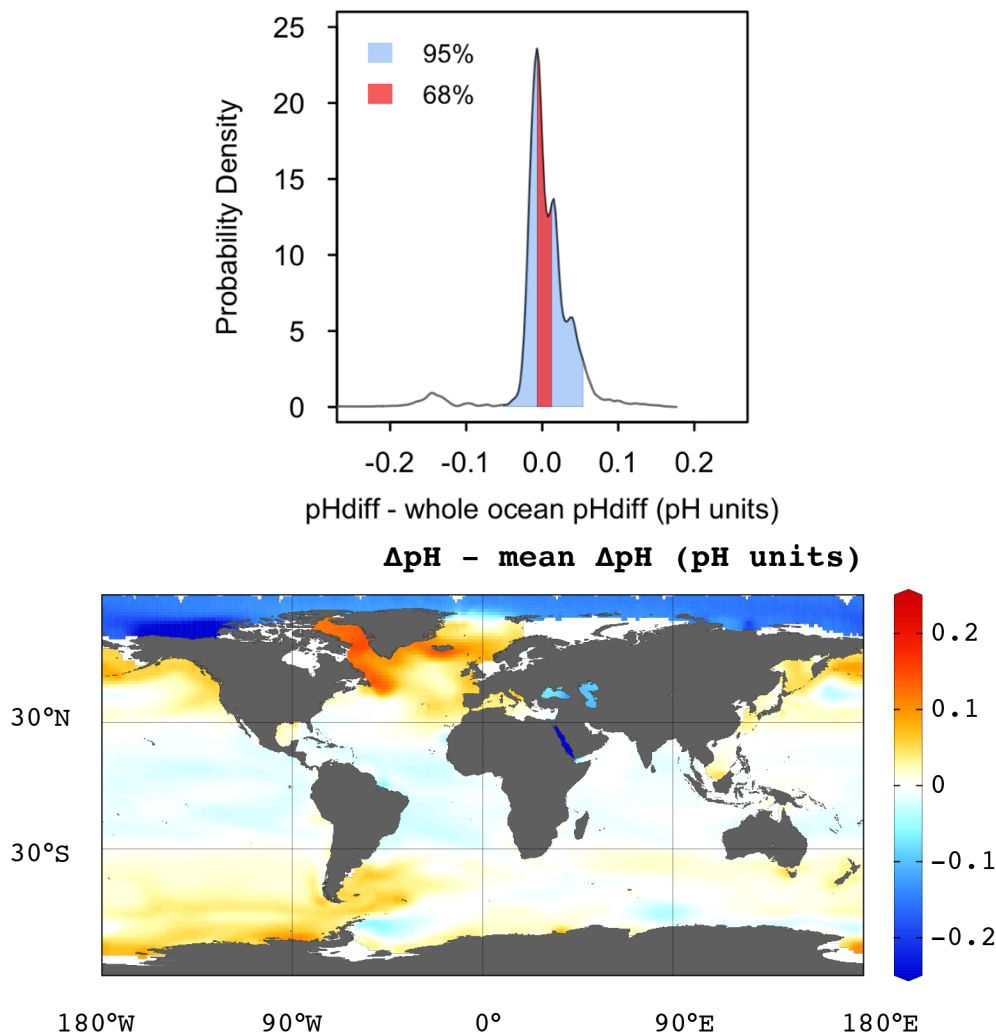 25
95%
68%
20
15
10
5
0
Probability Density
-0.2 -0.1 0.0 0.1 0.2
pHdiff - whole ocean pHdiff (pH units)
ΔpH - mean ΔpH (pH units)
0.2
0.1
0
-0.1
-0.2
30°N
30°S
180°W 90°W 0° 90°E 180°E